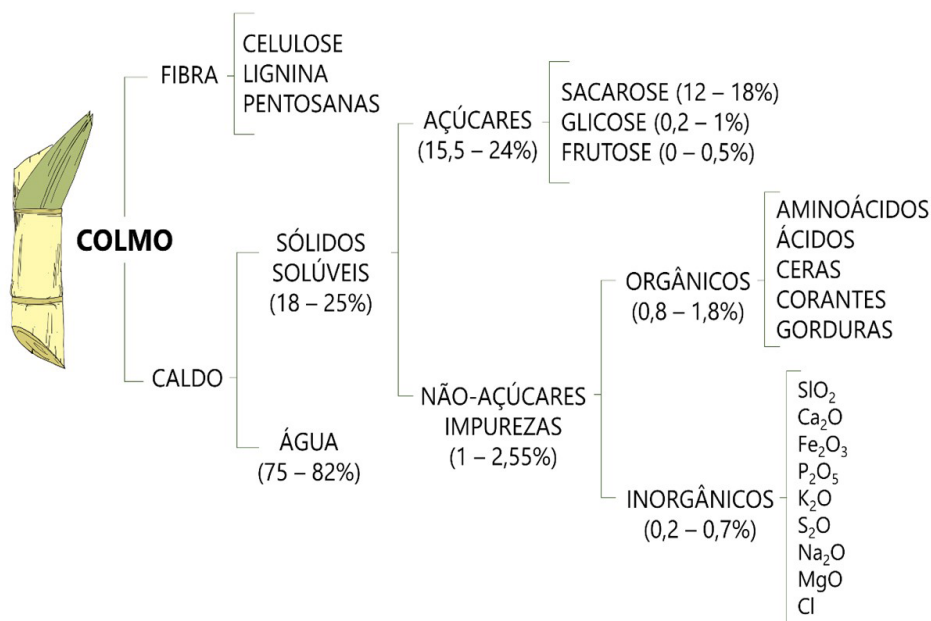 COLMO
FIBRA
CELULOSE
LIGNINA
PENTOSANAS
CALDO
SÓLIDOS
SOLÚVEIS
(18 – 25%)
ÁGUA
(75 – 82%)
AÇÚCARES
(15,5 – 24%)
SACAROSE (12 – 18%)
GLICOSE (0,2 – 1%)
FRUTOSE (0 – 0,5%)
NÃO-AÇÚCARES
IMPUREZAS
(1 – 2,55%)
ORGÂNICOS
(0,8 – 1,8%)
AMINOÁCIDOS
ÁCIDOS
CERAS
CORANTES
GORDURAS
INORGÂNICOS
(0,2 – 0,7%)
SIO₂
Ca₂O
Fe₂O₃
P₂O₅
K₂O
S₂O
Na₂O
MgO
Cl